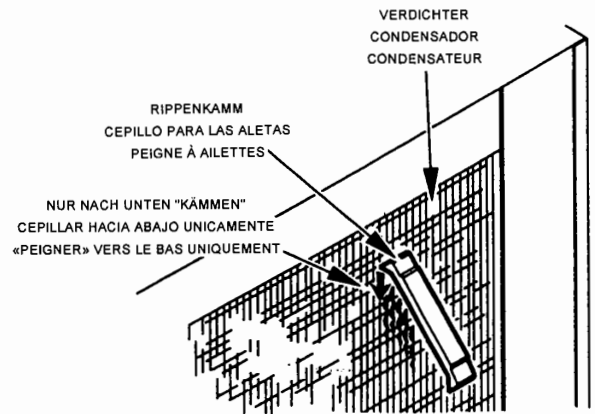 VERDICHTER
CONDENSADOR
CONDENSATEUR
RIPPENKAMM
CEPILLO PARA LAS ALETAS
PEIGNE À AILETTES
NUR NACH UNTEN "KÄMMEN"
CEPILLAR HACIA ABAJO UNICAMENTE
«PEIGNER» VERS LE BAS UNIQUEMENT